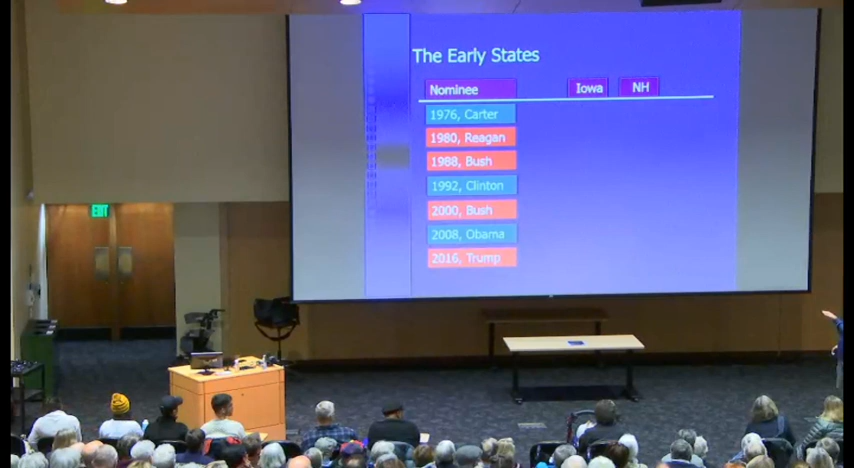 The Early States
Nominee Iowa NH
1976, Carter
1980, Reagan
1988, Bush
1992, Clinton
2000, Bush
2008, Obama
2016, Trump
EXIT